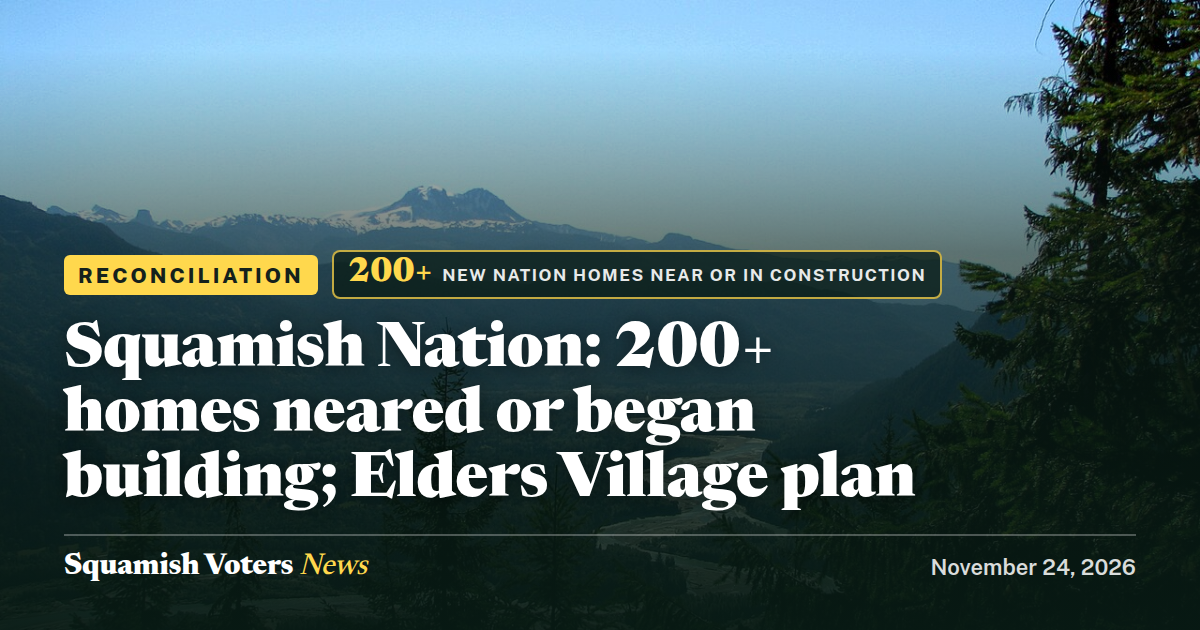 RECONCILIATION
200+ NEW NATION HOMES NEAR OR IN CONSTRUCTION
Squamish Nation: 200+
homes neared or began
building; Elders Village plan
Squamish Voters News
November 24, 2026